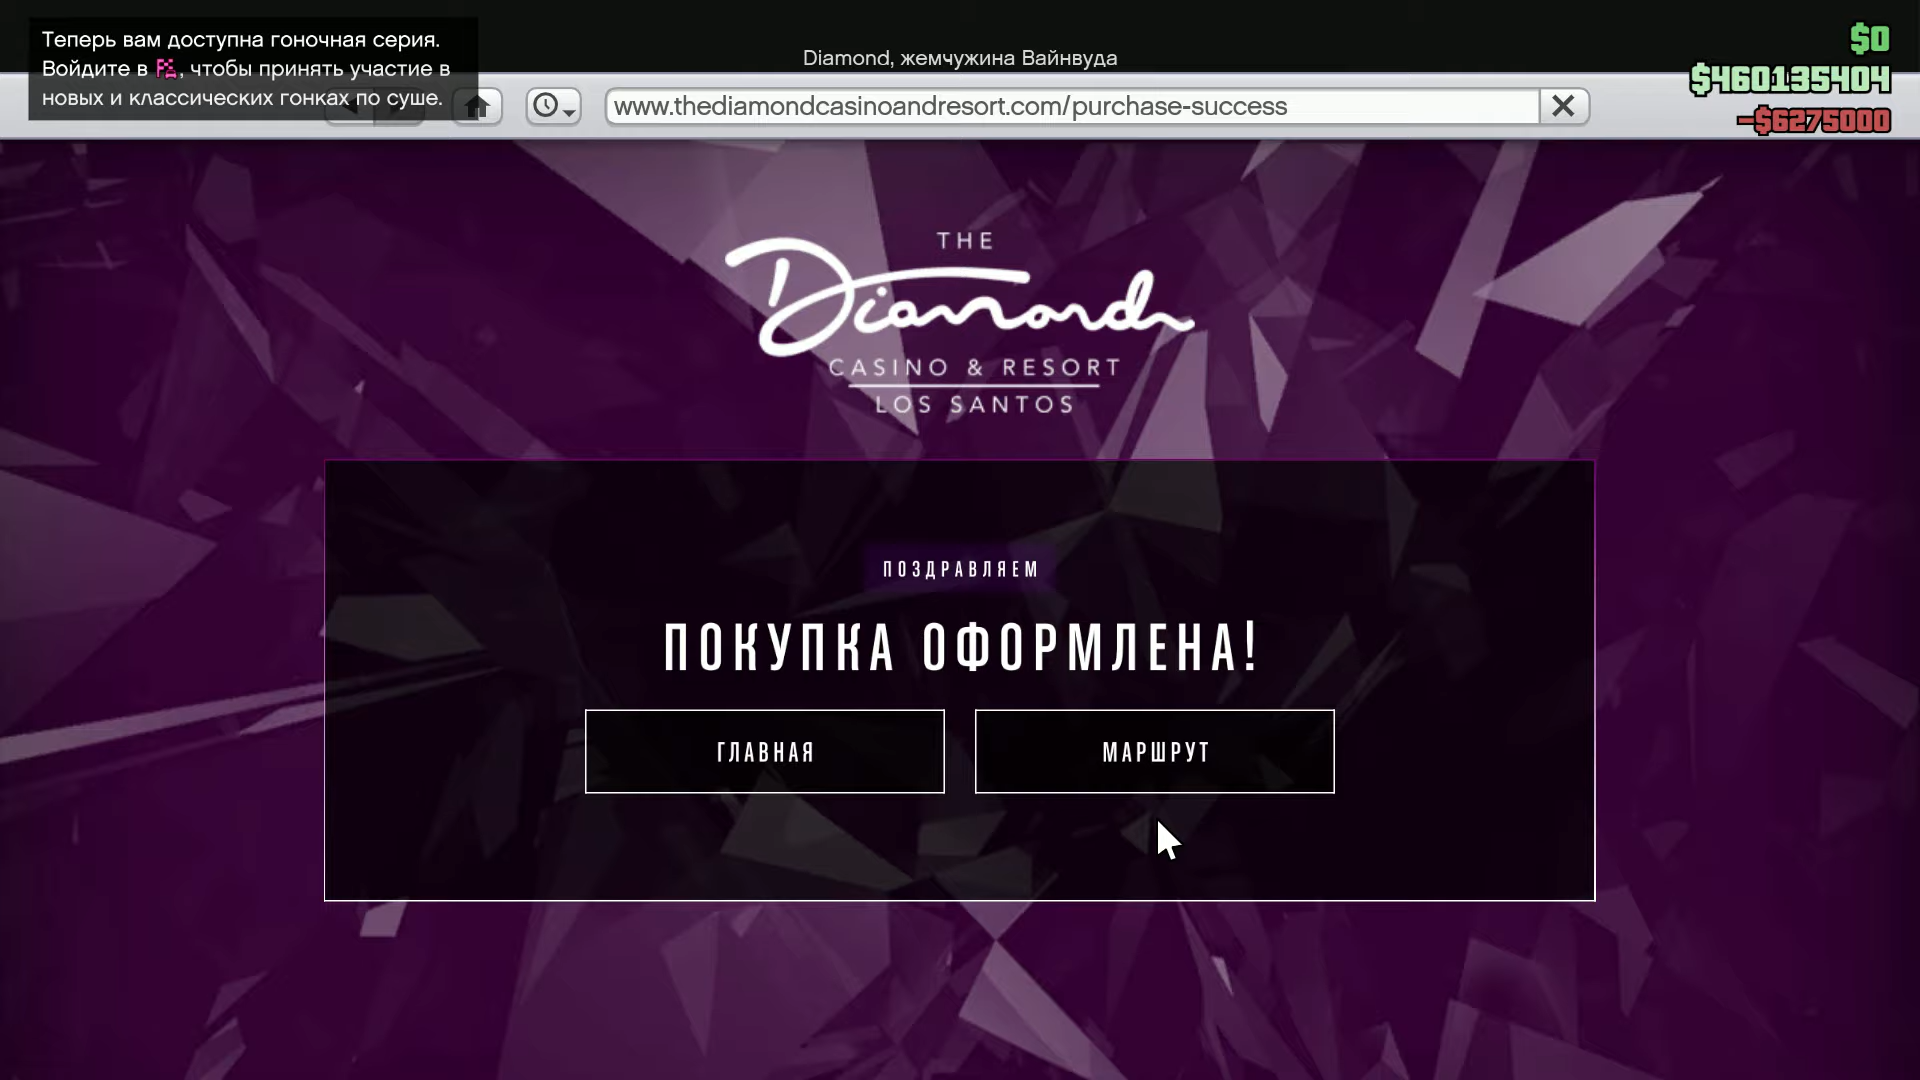 Теперь вам доступна гоночная серия.
Войдите в , чтобы принять участие в
новых и классических гонках по суше.
Diamond, жемчужина Вайнвуда
$0
$460135404
-$6275000
www.thediamondcasinoandresort.com/purchase-success
THE
Diamond
CASINO & RESORT
LOS SANTOS
ПОЗДРАВЛЯЕМ
ПОКУПКА ОФОРМЛЕНА!
ГЛАВНАЯ
МАРШРУТ